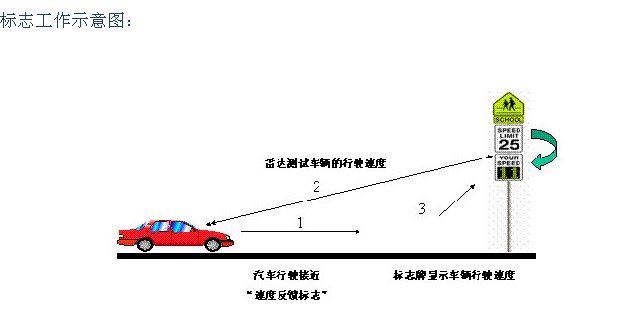 标志工作示意图：
SCHOOL
SPEED
LIMIT
25
YOUR
SPEED
11
雷达测试车辆的行驶速度
2
3
1
汽车行驶接近
“速度反馈标志”
标志牌显示车辆行驶速度